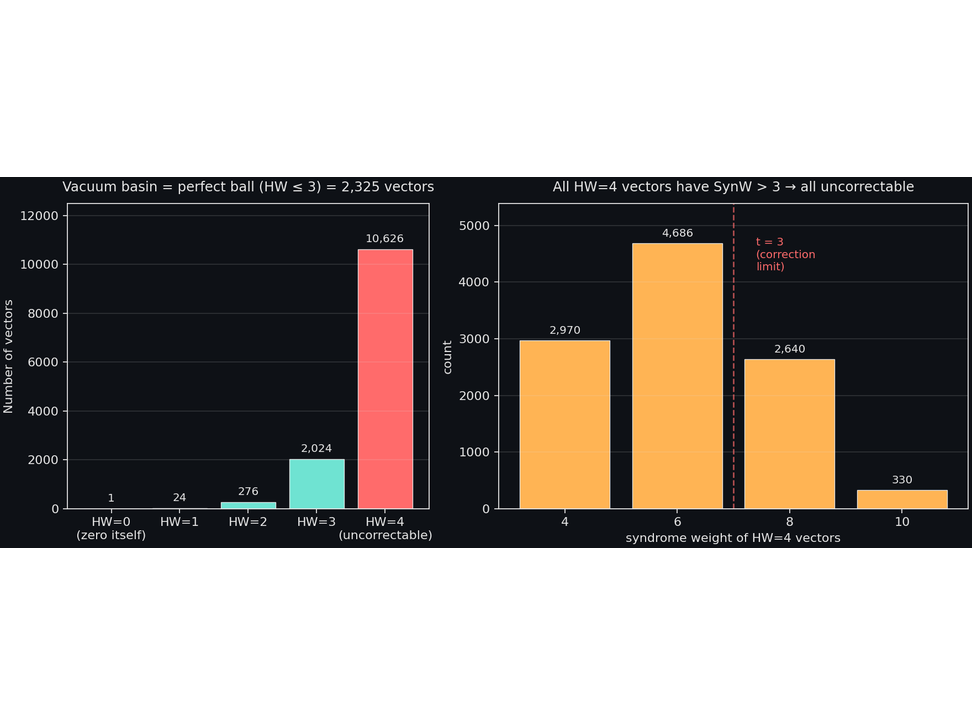 Vacuum basin = perfect ball (HW ≤ 3) = 2,325 vectors
Number of vectors
12000
10000
8000
6000
4000
2000
0
1
24
276
2,024
10,626
HW=0
(zero itself)
HW=1
HW=2
HW=3
HW=4
(uncorrectable)
All HW=4 vectors have SynW > 3 → all uncorrectable
count
5000
4000
3000
2000
1000
0
2,970
4,686
2,640
330
t = 3
(correction
limit)
4
6
8
10
syndrome weight of HW=4 vectors